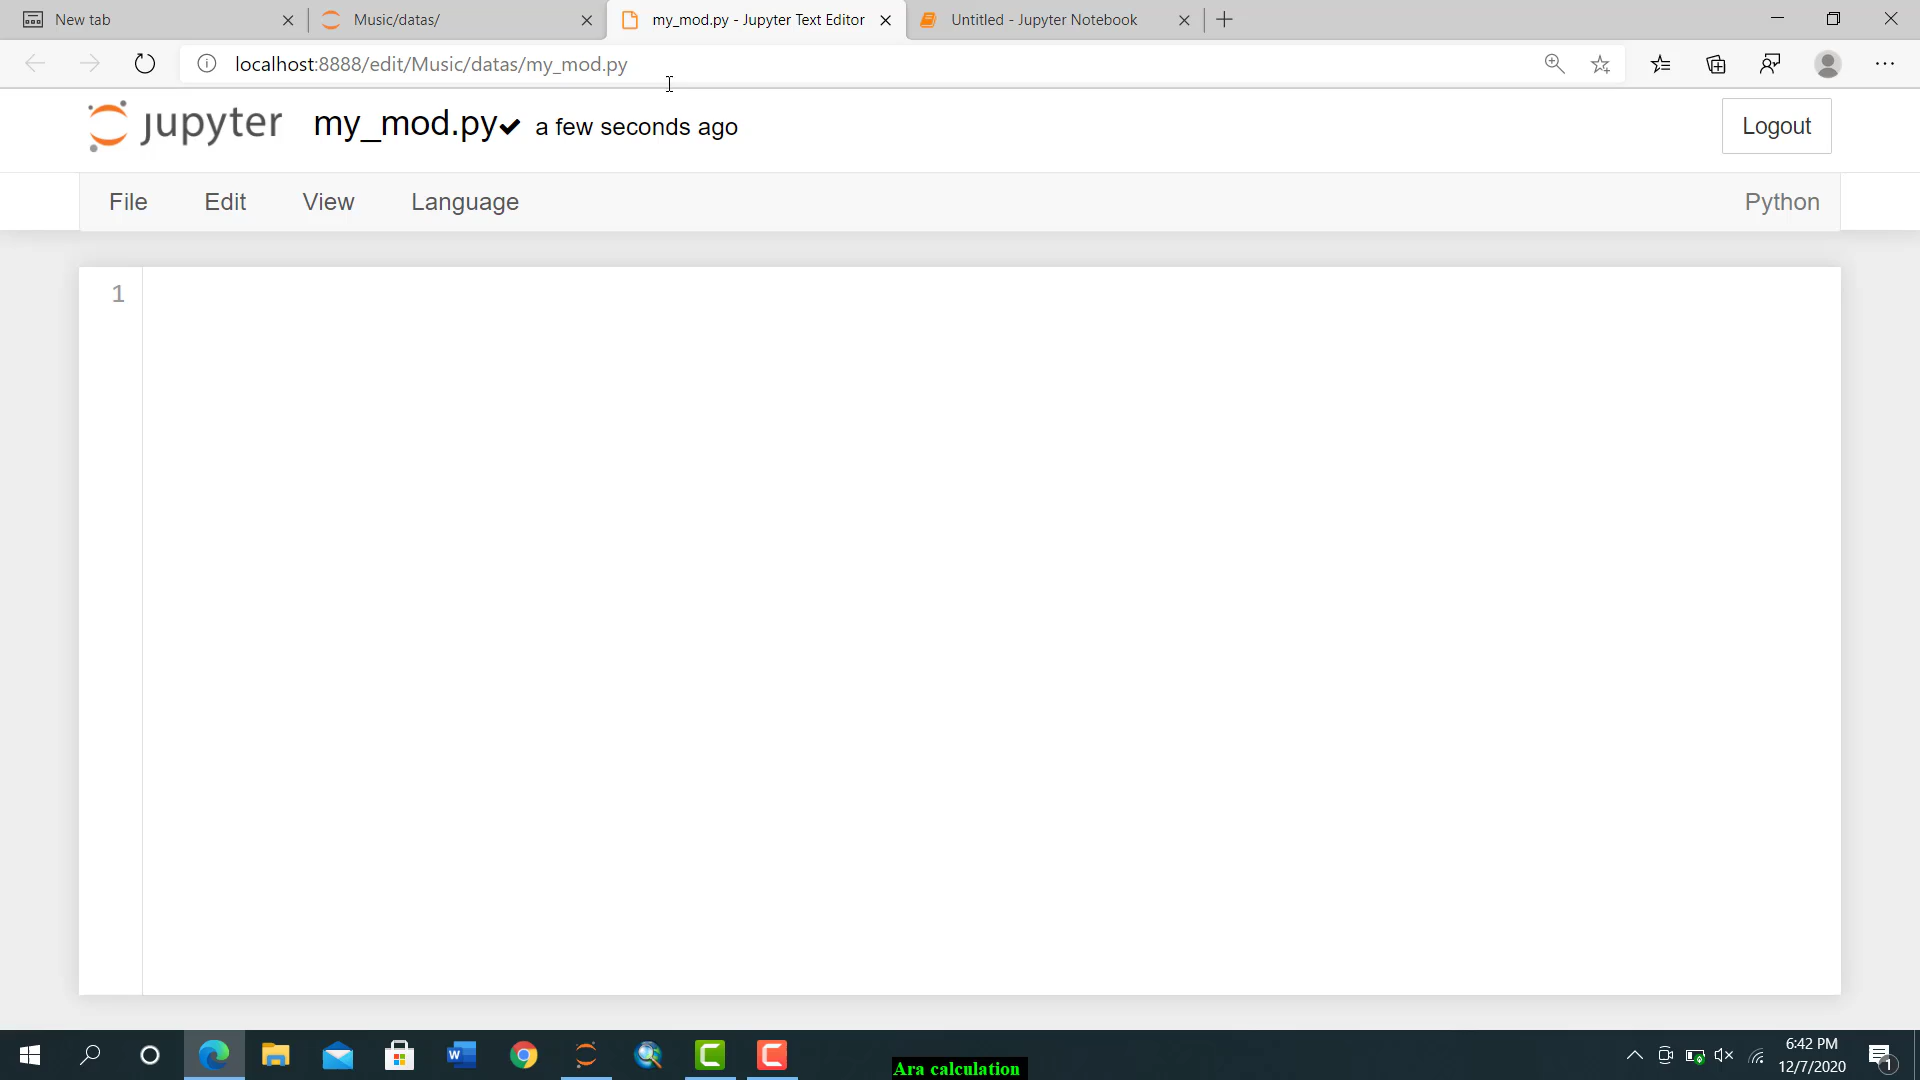 New tab
Music/datas/
my_mod.py - Jupyter Text Editor
Untitled - Jupyter Notebook
localhost:8888/edit/Music/datas/my_mod.py
jupyter
my_mod.py
a few seconds ago
Logout
File
Edit
View
Language
Python
1
Ara calculation
6:42 PM
12/7/2020
1